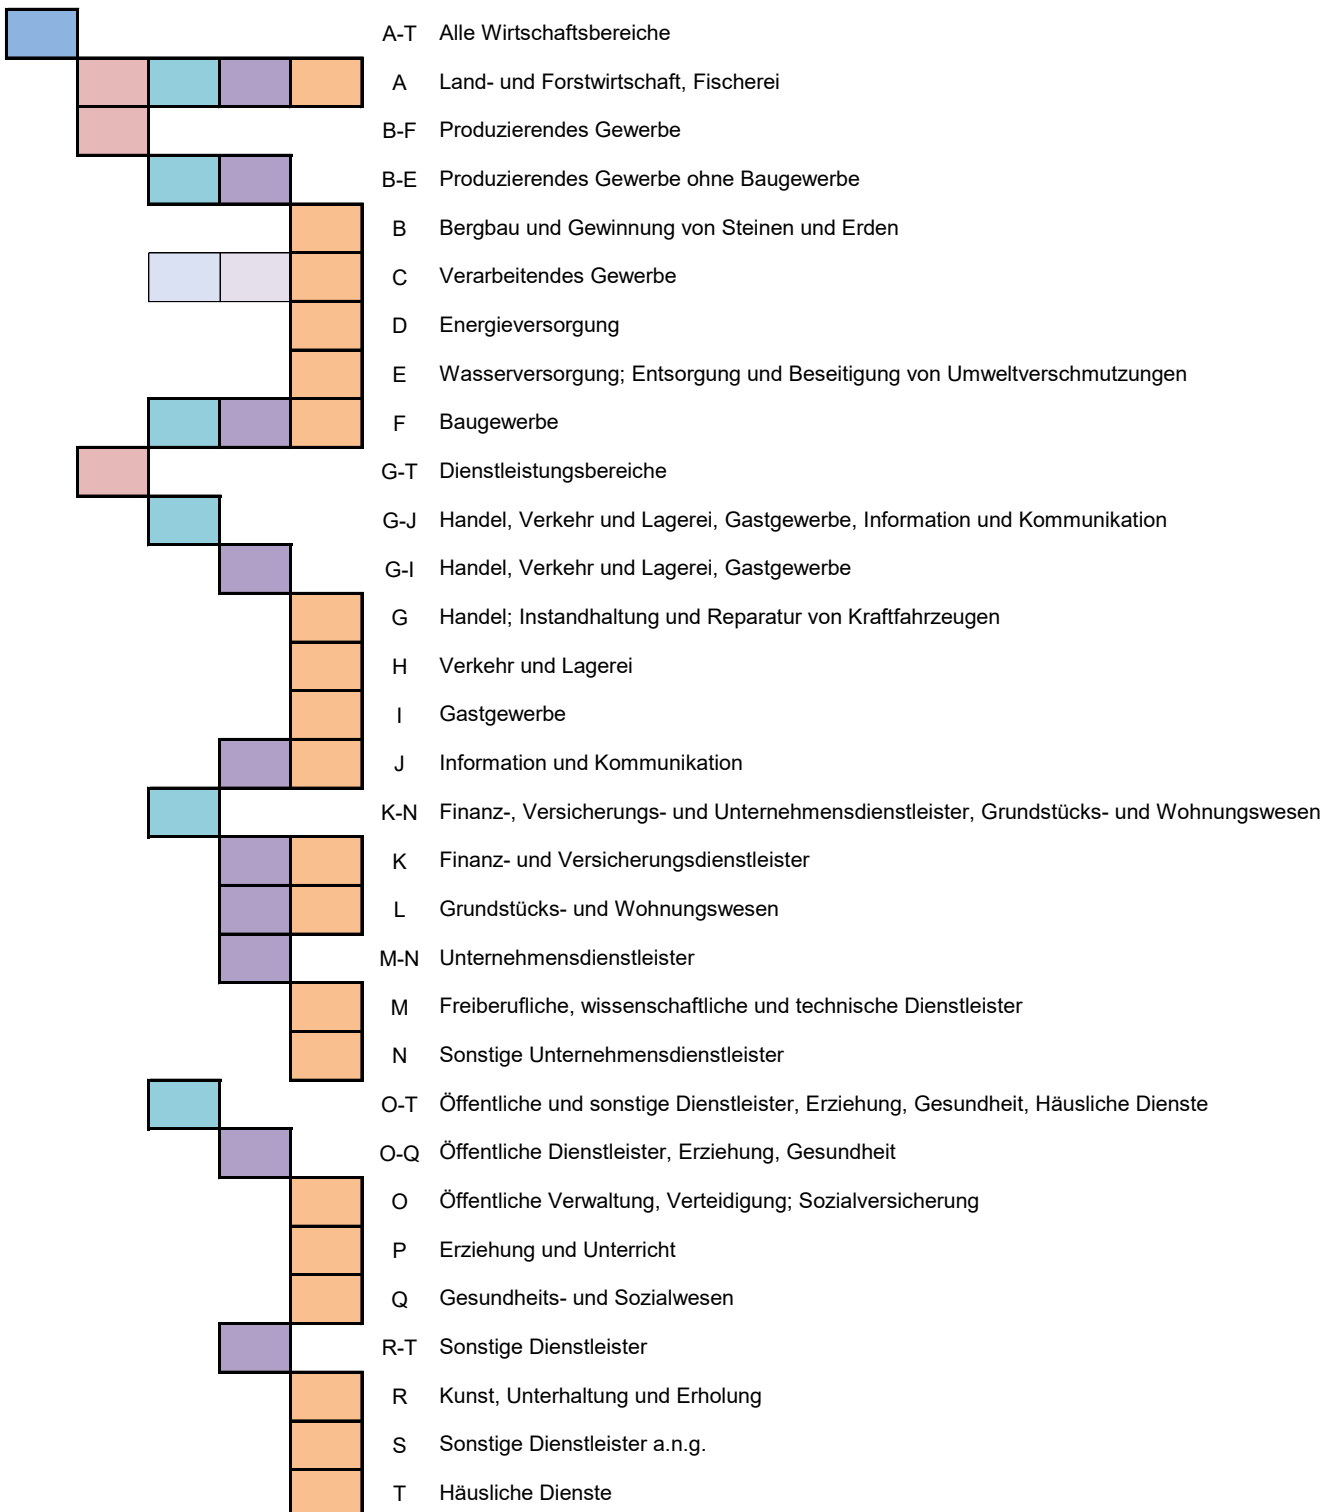 A-T Alle Wirtschaftsbereiche
A Land- und Forstwirtschaft, Fischerei
B-F Produzierendes Gewerbe
B-E Produzierendes Gewerbe ohne Baugewerbe
B Bergbau und Gewinnung von Steinen und Erden
C Verarbeitendes Gewerbe
D Energieversorgung
E Wasserversorgung; Entsorgung und Beseitigung von Umweltverschmutzungen
F Baugewerbe
G-T Dienstleistungsbereiche
G-J Handel, Verkehr und Lagerei, Gastgewerbe, Information und Kommunikation
G-I Handel, Verkehr und Lagerei, Gastgewerbe
G Handel; Instandhaltung und Reparatur von Kraftfahrzeugen
H Verkehr und Lagerei
I Gastgewerbe
J Information und Kommunikation
K-N Finanz-, Versicherungs- und Unternehmensdienstleister, Grundstücks- und Wohnungswesen
K Finanz- und Versicherungsdienstleister
L Grundstücks- und Wohnungswesen
M-N Unternehmensdienstleister
M Freiberufliche, wissenschaftliche und technische Dienstleister
N Sonstige Unternehmensdienstleister
O-T Öffentliche und sonstige Dienstleister, Erziehung, Gesundheit, Häusliche Dienste
O-Q Öffentliche Dienstleister, Erziehung, Gesundheit
O Öffentliche Verwaltung, Verteidigung; Sozialversicherung
P Erziehung und Unterricht
Q Gesundheits- und Sozialwesen
R-T Sonstige Dienstleister
R Kunst, Unterhaltung und Erholung
S Sonstige Dienstleister a.n.g.
T Häusliche Dienste